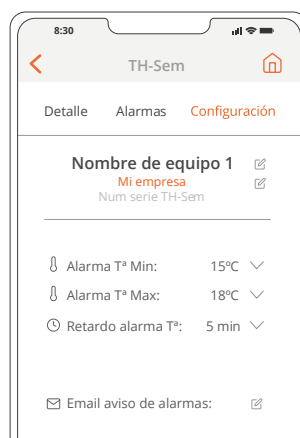 8:30
TH-Sem
Detalle Alarmas Configuración
Nombre de equipo 1
Mi empresa
Num serie TH-Sem
Alarma Tª Min: 15ºC
Alarma Tª Max: 18ºC
Retardo alarma Tª: 5 min
Email aviso de alarmas: